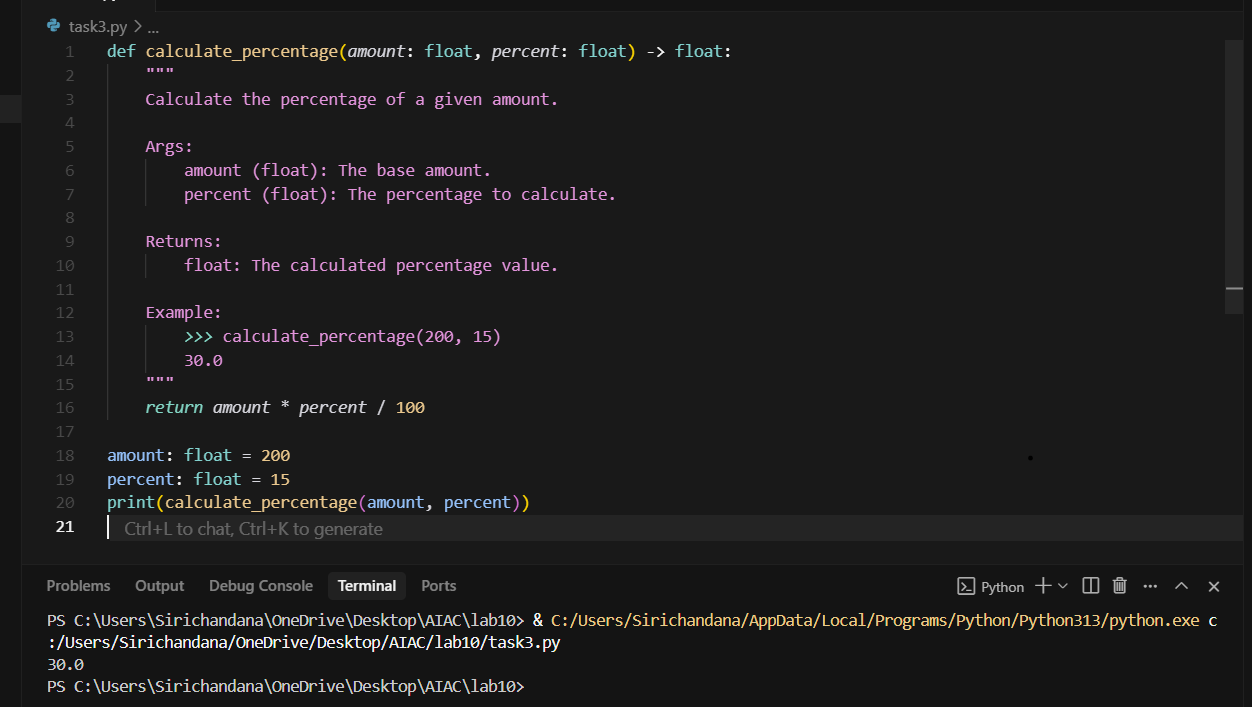 task3.py > ...
1 def calculate_percentage(amount: float, percent: float) -> float:
2     """
3     Calculate the percentage of a given amount.
4
5     Args:
6         amount (float): The base amount.
7         percent (float): The percentage to calculate.
8
9     Returns:
10         float: The calculated percentage value.
11
12     Example:
13         >>> calculate_percentage(200, 15)
14         30.0
15     """
16     return amount * percent / 100
17
18 amount: float = 200
19 percent: float = 15
20 print(calculate_percentage(amount, percent))
21 Ctrl+L to chat, Ctrl+K to generate
Problems Output Debug Console Terminal Ports Python
PS C:\Users\Sirichandana\OneDrive\Desktop\AIAC\lab10> & C:/Users/Sirichandana/AppData/Local/Programs/Python/Python313/python.exe c
:/Users/Sirichandana/OneDrive/Desktop/AIAC/lab10/task3.py
30.0
PS C:\Users\Sirichandana\OneDrive\Desktop\AIAC\lab10>